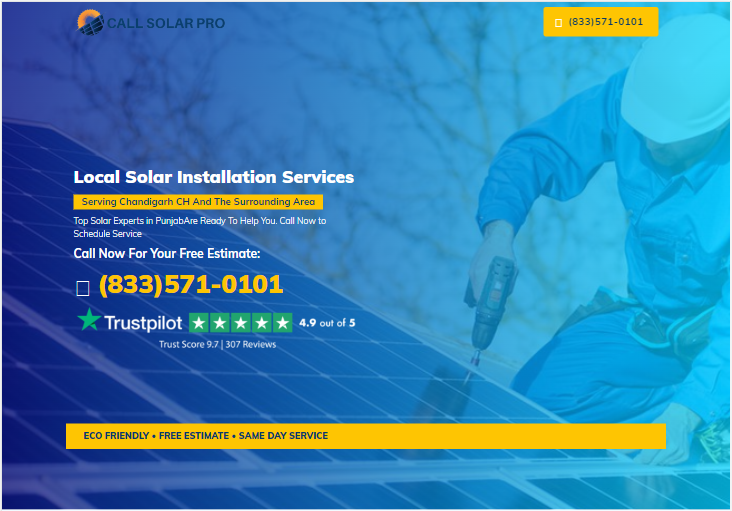 CALL SOLAR PRO
(833)571-0101
Local Solar Installation Services
Serving Chandigarh CH And The Surrounding Area
Top Solar Experts in PunjabAre Ready To Help You. Call Now to
Schedule Service
Call Now For Your Free Estimate:
(833)571-0101
Trustpilot 4.9 out of 5
Trust Score 9.7 | 307 Reviews
ECO FRIENDLY • FREE ESTIMATE • SAME DAY SERVICE